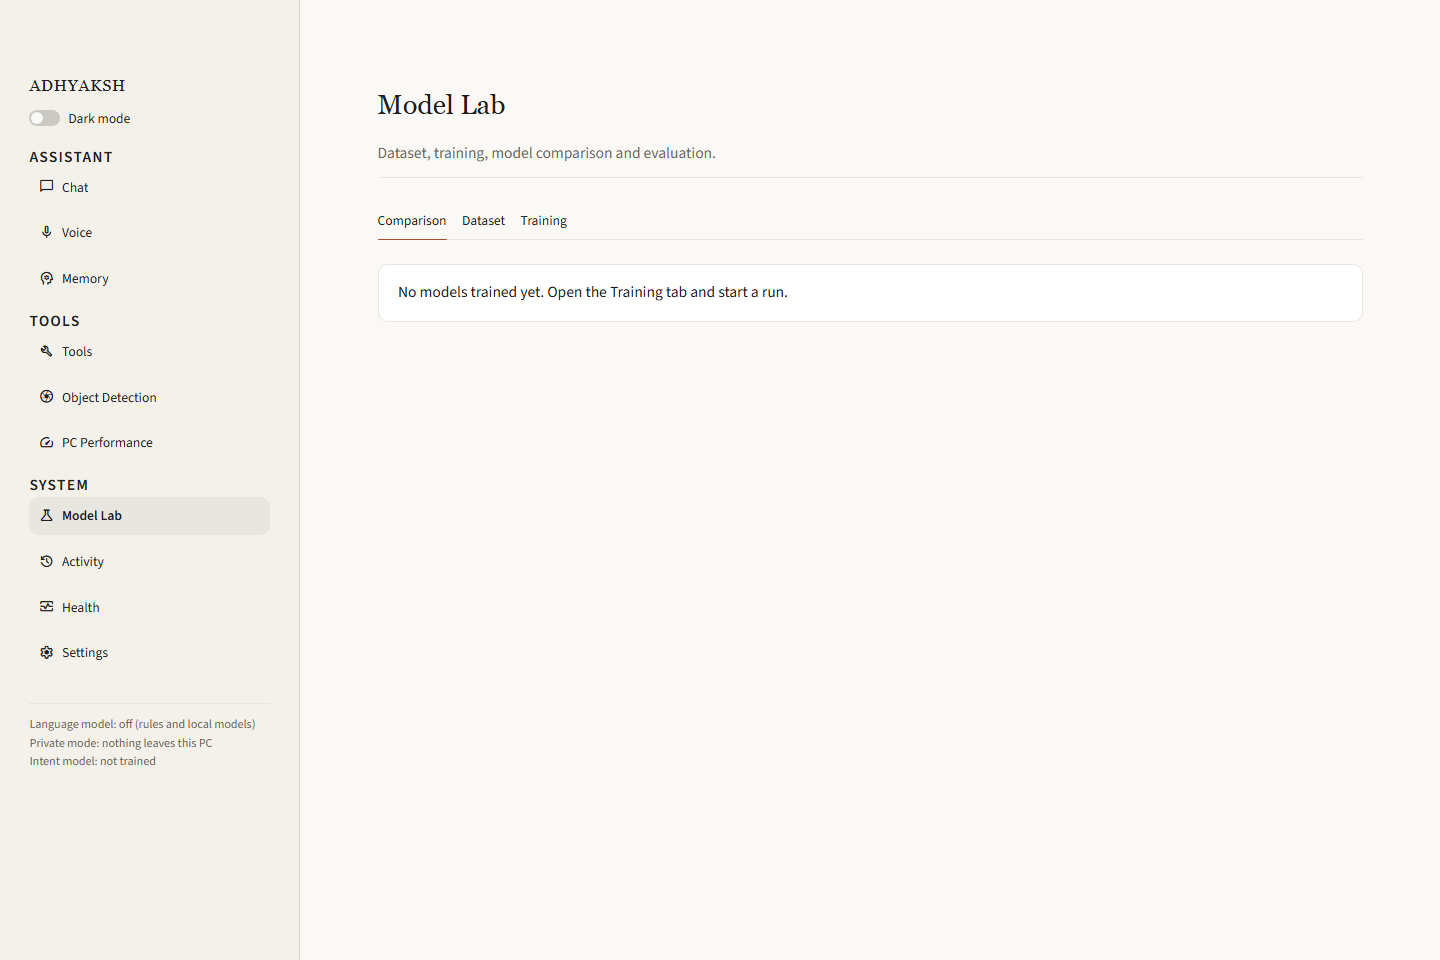 ADHYAKSH
Dark mode
ASSISTANT
Chat
Voice
Memory
TOOLS
Tools
Object Detection
PC Performance
SYSTEM
Model Lab
Activity
Health
Settings
Language model: off (rules and local models)
Private mode: nothing leaves this PC
Intent model: not trained
Model Lab
Dataset, training, model comparison and evaluation.
Comparison Dataset Training
No models trained yet. Open the Training tab and start a run.